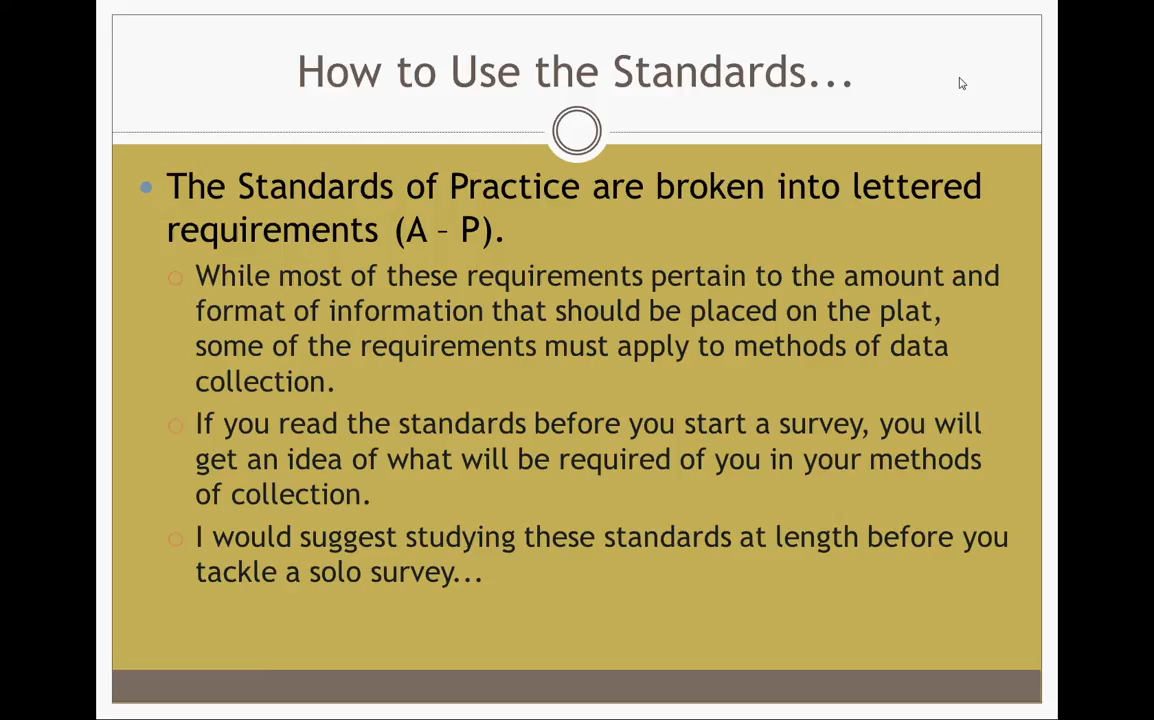 How to Use the Standards...
The Standards of Practice are broken into lettered
requirements (A – P).
While most of these requirements pertain to the amount and
format of information that should be placed on the plat,
some of the requirements must apply to methods of data
collection.
If you read the standards before you start a survey, you will
get an idea of what will be required of you in your methods
of collection.
I would suggest studying these standards at length before you
tackle a solo survey...